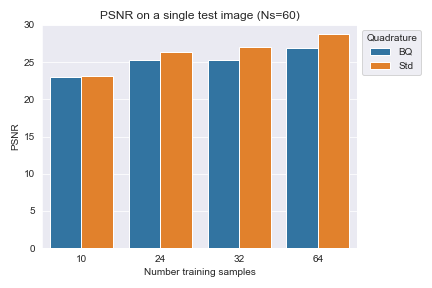 PSNR on a single test image (Ns=60)
Quadrature
BQ
Std
PSNR
30
25
20
15
10
5
0
10 24 32 64
Number training samples